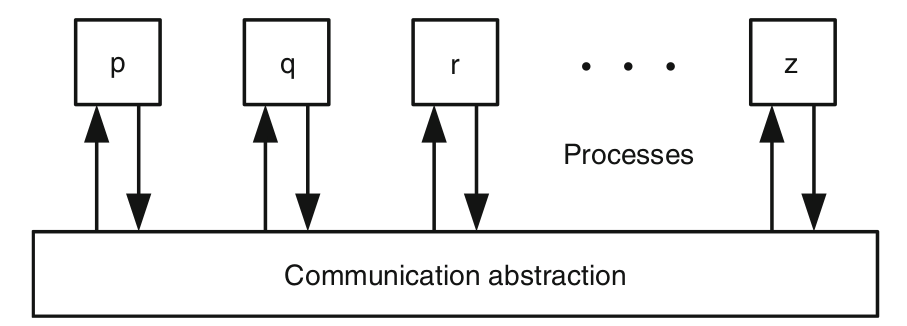 p q r • • • z
Processes
Communication abstraction